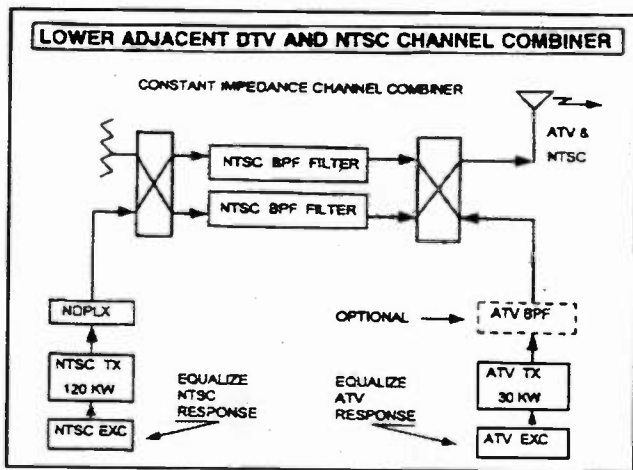 LOWER ADJACENT DTV AND NTSC CHANNEL COMBINER
CONSTANT IMPEDANCE CHANNEL COMBINER
ATV &
NTSC
NTSC BPF FILTER
NTSC BPF FILTER
NDPLX
OPTIONAL
ATV BPF
NTSC TX
120 KW
EQUALIZE
NTSC
RESPONSE
EQUALIZE
ATV
RESPONSE
ATV TX
30 KW
NTSC EXC
ATV EXC